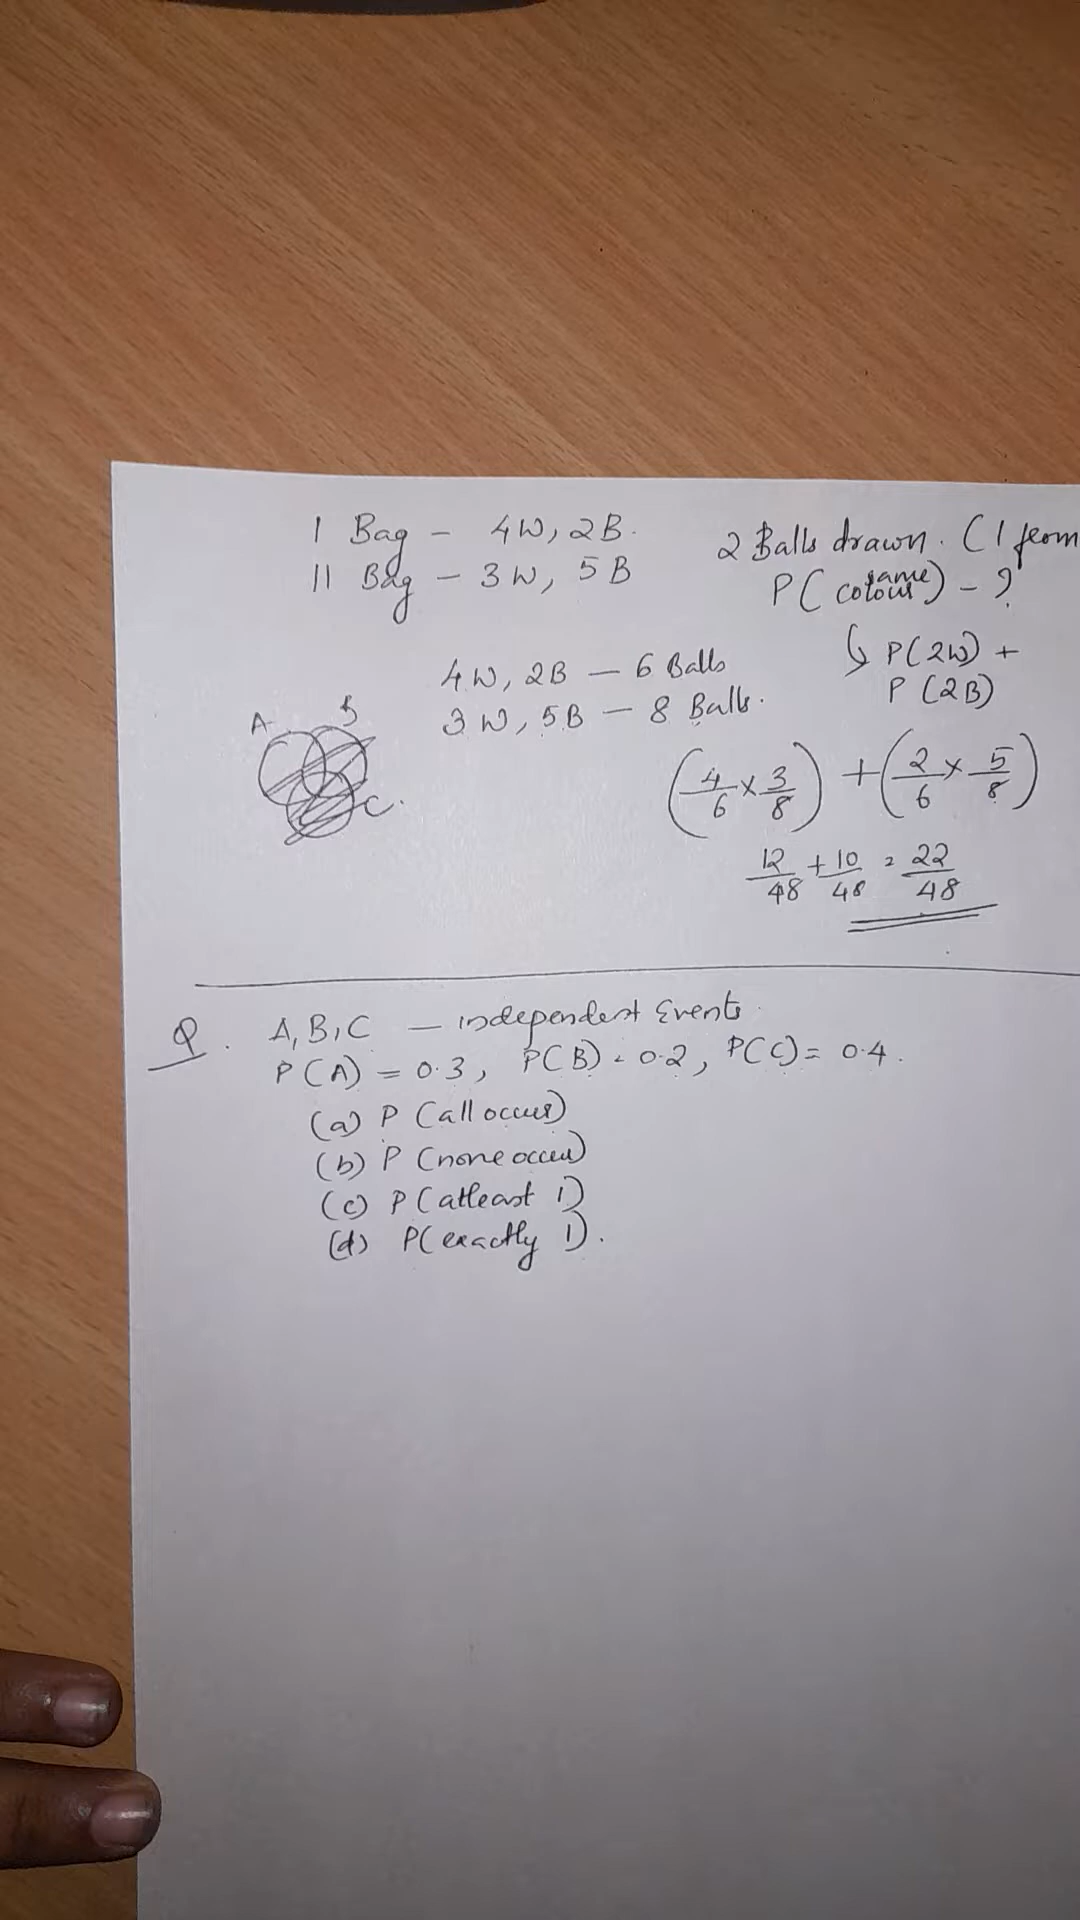 I Bag - 4W, 2B.
II Bag - 3W, 5B
2 Balls drawn. (1 from
P(same colour) - ?
↳ P(2W) +
P(2B)
4W, 2B - 6 Balls
3W, 5B - 8 Balls.
A B
C.
(4/6 × 3/8) + (2/6 × 5/8)
12/48 + 10/48 = 22/48
Q. A, B, C - independent Events.
P(A) = 0.3, P(B) = 0.2, P(C) = 0.4.
(a) P (all occur)
(b) P (none occur)
(c) P (atleast 1)
(d) P( exactly 1).